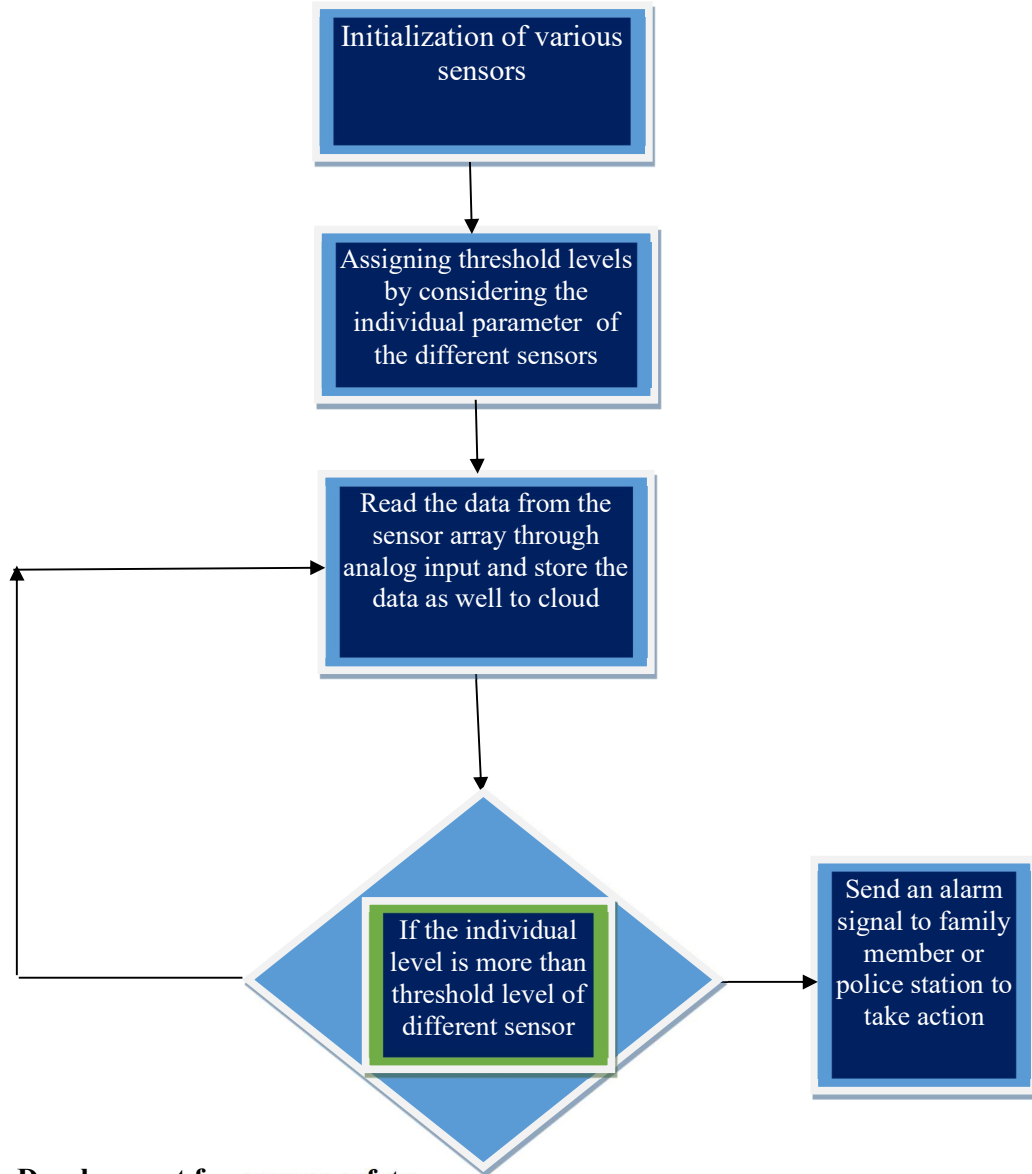 Initialization of various
sensors
Assigning threshold levels
by considering the
individual parameter of
the different sensors
Read the data from the
sensor array through
analog input and store the
data as well to cloud
If the individual
level is more than
threshold level of
different sensor
Send an alarm
signal to family
member or
police station to
take action